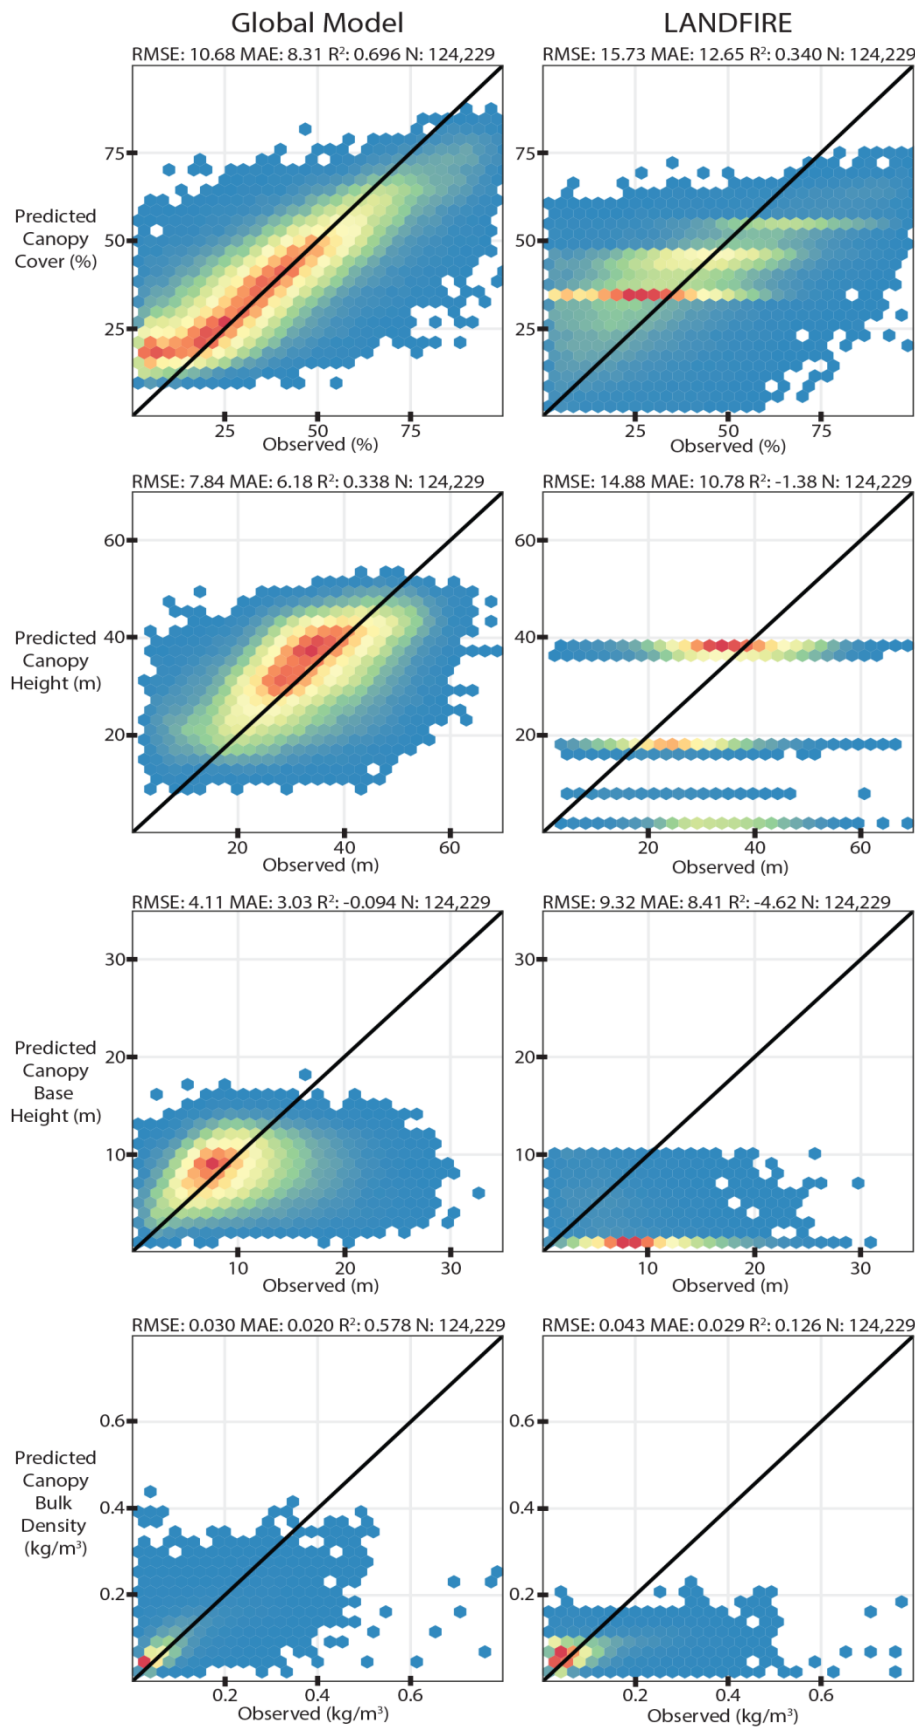 Global Model
LANDFIRE
RMSE: 10.68 MAE: 8.31 R²: 0.696 N: 124,229
RMSE: 15.73 MAE: 12.65 R²: 0.340 N: 124,229
Predicted
Canopy
Cover (%)
75
50
25
25
50
75
Observed (%)
75
50
25
25
50
75
Observed (%)
RMSE: 7.84 MAE: 6.18 R²: 0.338 N: 124,229
RMSE: 14.88 MAE: 10.78 R²: -1.38 N: 124,229
Predicted
Canopy
Height (m)
60
40
20
20
40
60
Observed (m)
60
40
20
20
40
60
Observed (m)
RMSE: 4.11 MAE: 3.03 R²: -0.094 N: 124,229
RMSE: 9.32 MAE: 8.41 R²: -4.62 N: 124,229
Predicted
Canopy
Base
Height (m)
30
20
10
10
20
30
Observed (m)
30
20
10
10
20
30
Observed (m)
RMSE: 0.030 MAE: 0.020 R²: 0.578 N: 124,229
RMSE: 0.043 MAE: 0.029 R²: 0.126 N: 124,229
Predicted
Canopy
Bulk
Density
(kg/m³)
0.6
0.4
0.2
0.2
0.4
0.6
Observed (kg/m³)
0.6
0.4
0.2
0.2
0.4
0.6
Observed (kg/m³)